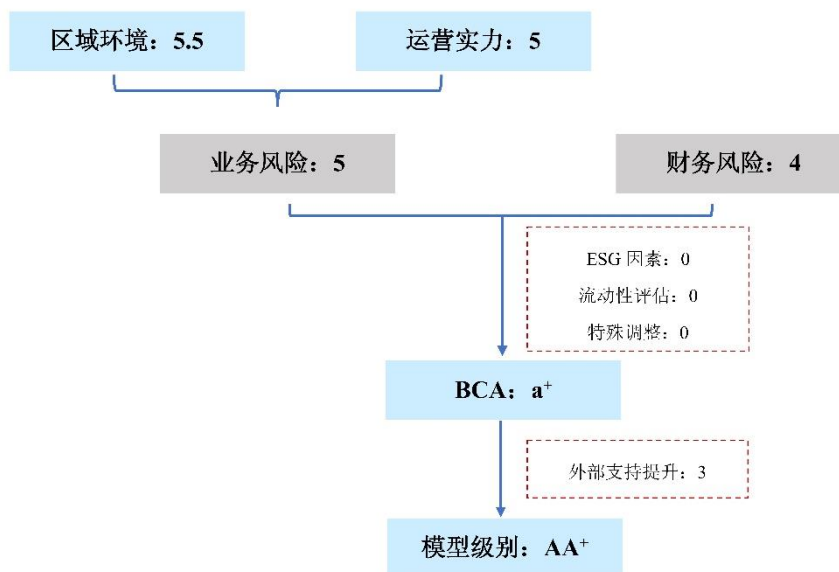 区域环境：5.5
运营实力：5
业务风险：5
财务风险：4
ESG 因素：0
流动性评估：0
特殊调整：0
BCA：a⁺
外部支持提升：3
模型级别：AA⁺